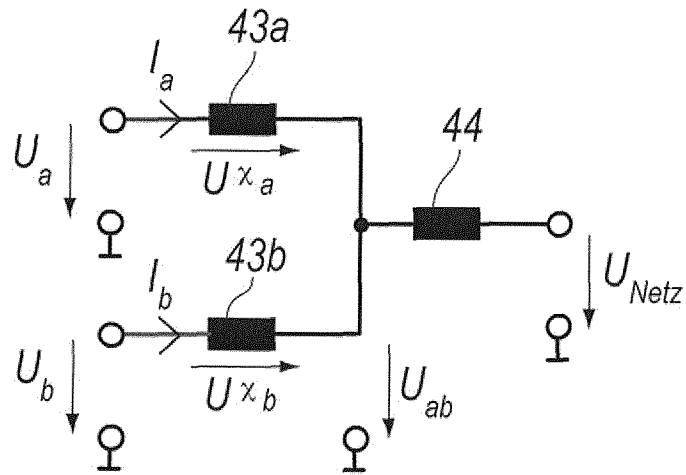 43a
I_a
44
U_a
U χ_a
43b
I_b
U_Netz
U_b
U χ_b
U_ab